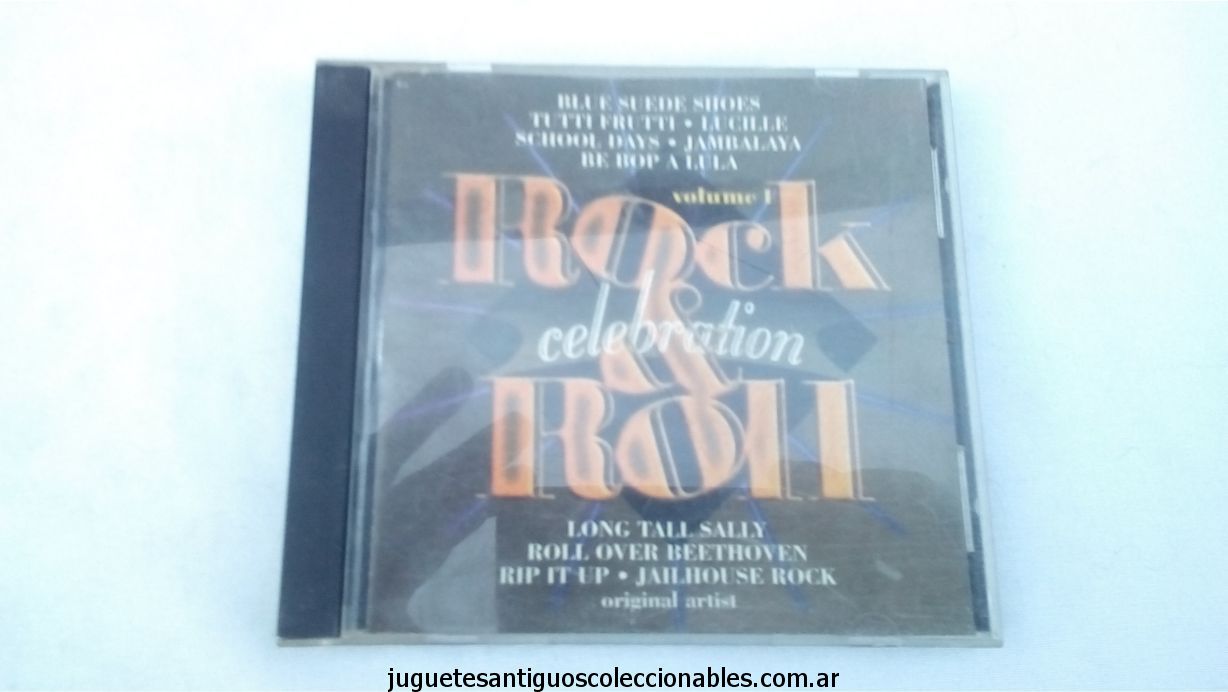 BLUE SUEDE SHOES
TUTTI FRUTTI • LUCILLE
SCHOOL DAYS • JAMBALAYA
BE BOP A LULA
volume 1
Rock
&
celebration
Roll
LONG TALL SALLY
ROLL OVER BEETHOVEN
RIP IT UP • JAILHOUSE ROCK
original artist
juguetesantiguoscoleccionables.com.ar